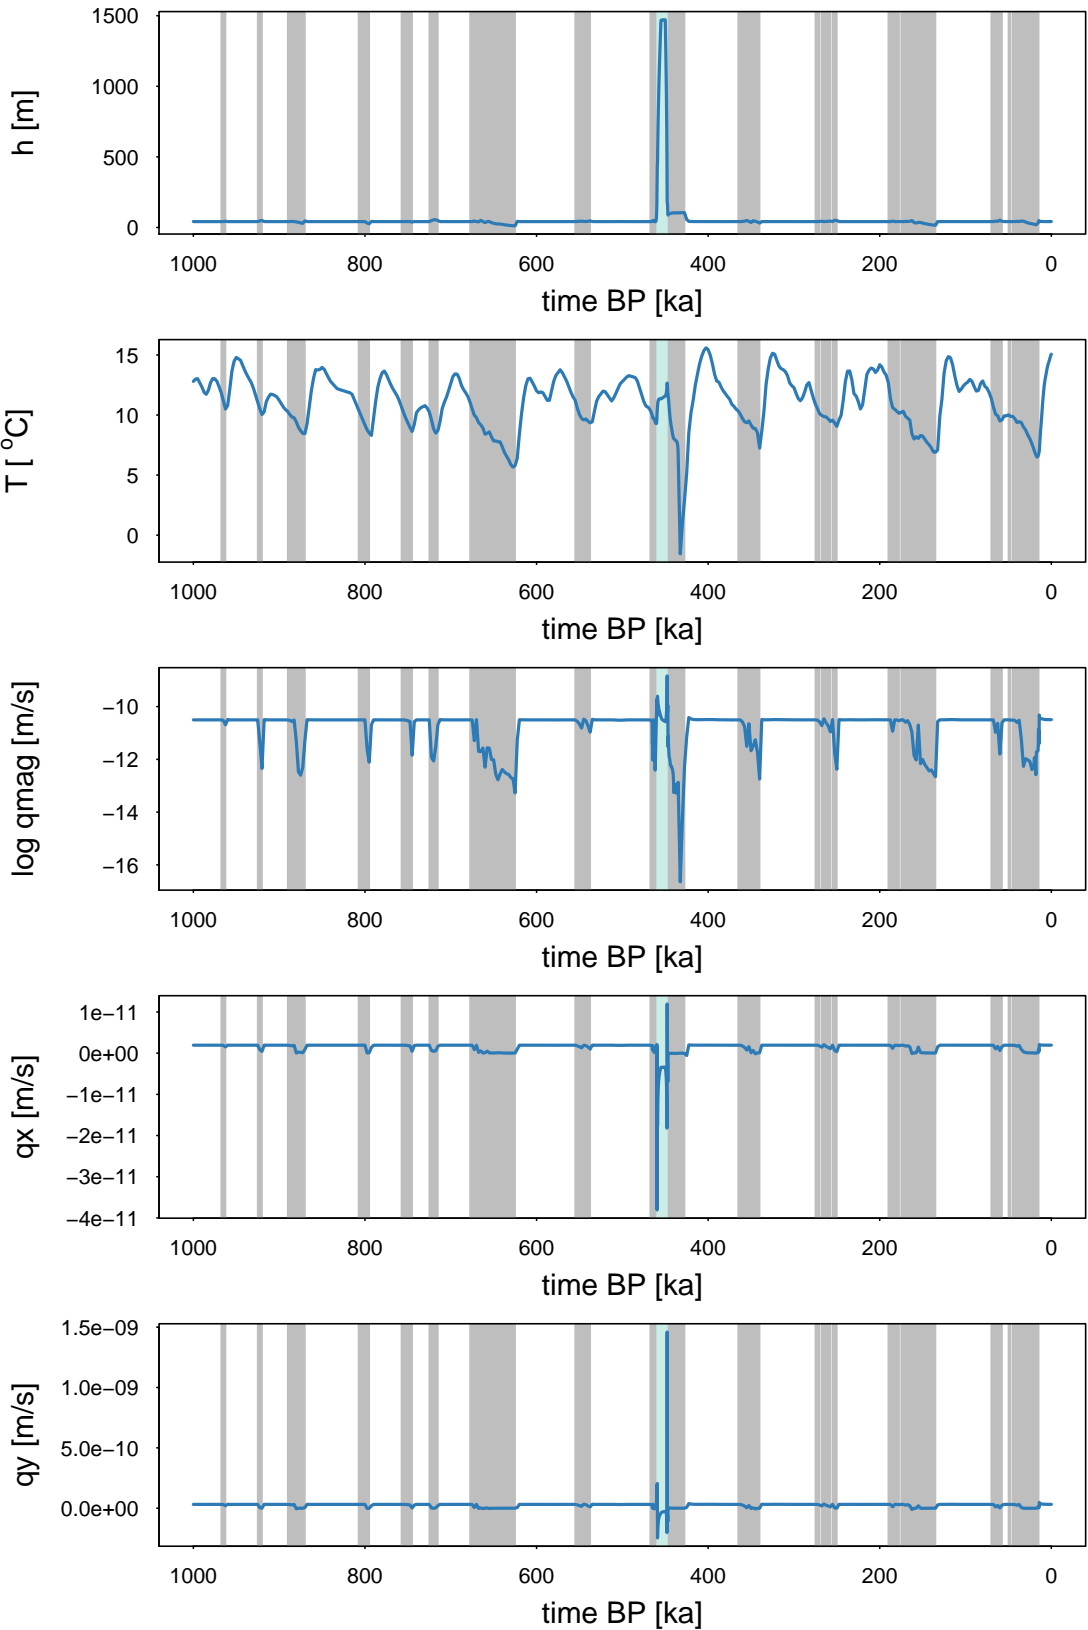 1500
1000
500
0
h [m]
1000 800 600 400 200 0
time BP [ka]
15
10
5
0
T [ °C]
1000 800 600 400 200 0
time BP [ka]
−10
−12
−14
−16
log qmag [m/s]
1000 800 600 400 200 0
time BP [ka]
1e−11
0e+00
−1e−11
−2e−11
−3e−11
−4e−11
qx [m/s]
1000 800 600 400 200 0
time BP [ka]
1.5e−09
1.0e−09
5.0e−10
0.0e+00
qy [m/s]
1000 800 600 400 200 0
time BP [ka]